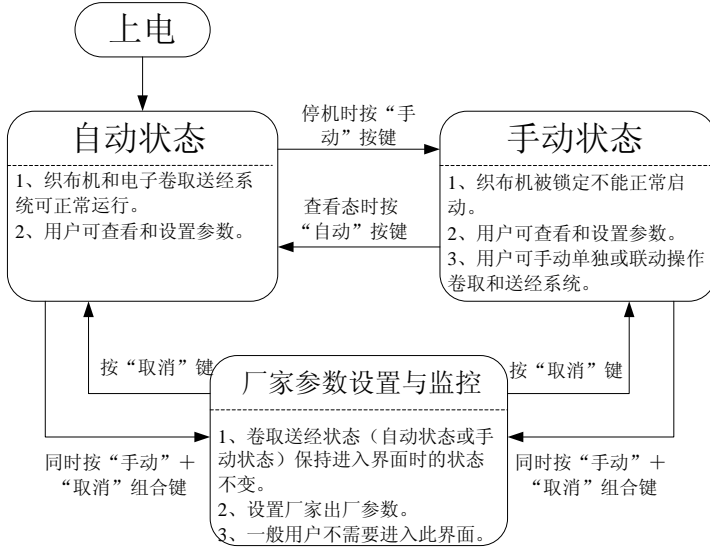 上电
自动状态
1、织布机和电子卷取送经系
统可正常运行。
2、用户可查看和设置参数。
停机时按“手
动”按键
查看态时按
“自动”按键
手动状态
1、织布机被锁定不能正常启
动。
2、用户可查看和设置参数。
3、用户可手动单独或联动操作
卷取和送经系统。
按“取消”键
按“取消”键
厂家参数设置与监控
1、卷取送经状态（自动状态或手
动状态）保持进入界面时的状态
不变。
2、设置厂家出厂参数。
3、一般用户不需要进入此界面。
同时按“手动”＋
“取消”组合键
同时按“手动”＋
“取消”组合键